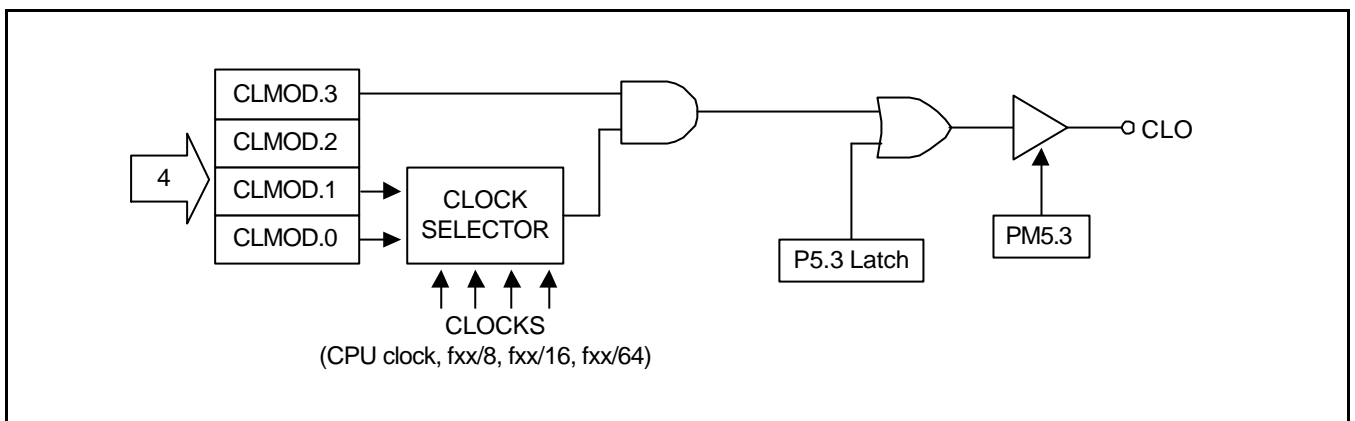 CLMOD.3
CLMOD.2
4
CLMOD.1
CLMOD.0
CLOCK
SELECTOR
CLOCKS
(CPU clock, fxx/8, fxx/16, fxx/64)
P5.3 Latch
PM5.3
CLO